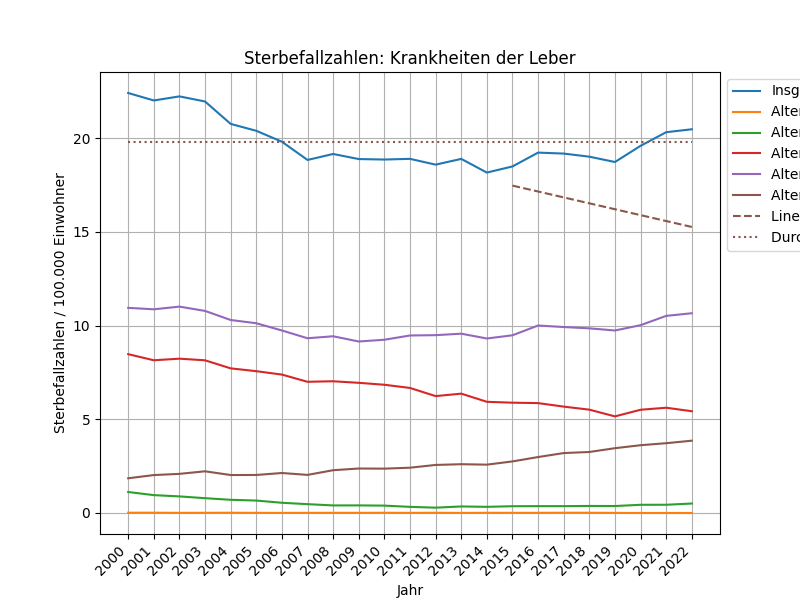 Sterbefallzahlen: Krankheiten der Leber
Sterbefallzahlen / 100.000 Einwohner
20
15
10
5
0
2000
2001
2002
2003
2004
2005
2006
2007
2008
2009
2010
2011
2012
2013
2014
2015
2016
2017
2018
2019
2020
2021
2022
Jahr
Insg
Alter
Alter
Alter
Alter
Alter
Line
Durc